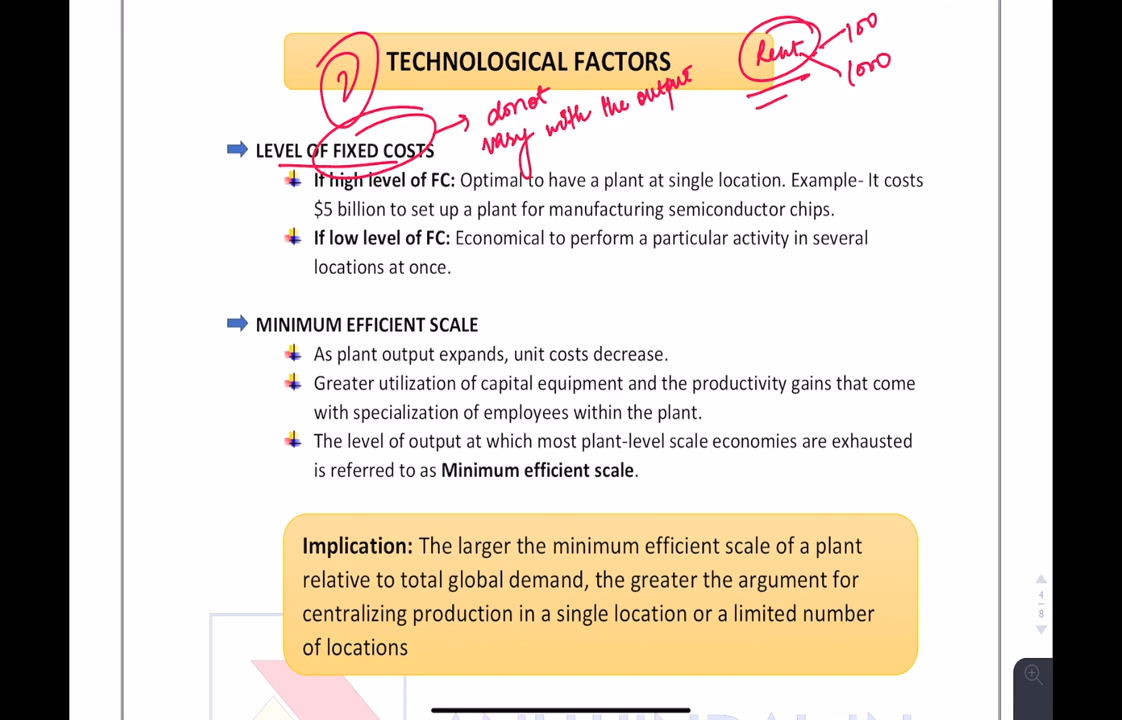 2
TECHNOLOGICAL FACTORS
Rent
100
1000
do not
vary with the output
LEVEL OF FIXED COSTS
If high level of FC: Optimal to have a plant at single location. Example- It costs
$5 billion to set up a plant for manufacturing semiconductor chips.
If low level of FC: Economical to perform a particular activity in several
locations at once.
MINIMUM EFFICIENT SCALE
As plant output expands, unit costs decrease.
Greater utilization of capital equipment and the productivity gains that come
with specialization of employees within the plant.
The level of output at which most plant-level scale economies are exhausted
is referred to as Minimum efficient scale.
Implication: The larger the minimum efficient scale of a plant
relative to total global demand, the greater the argument for
centralizing production in a single location or a limited number
of locations
4
8